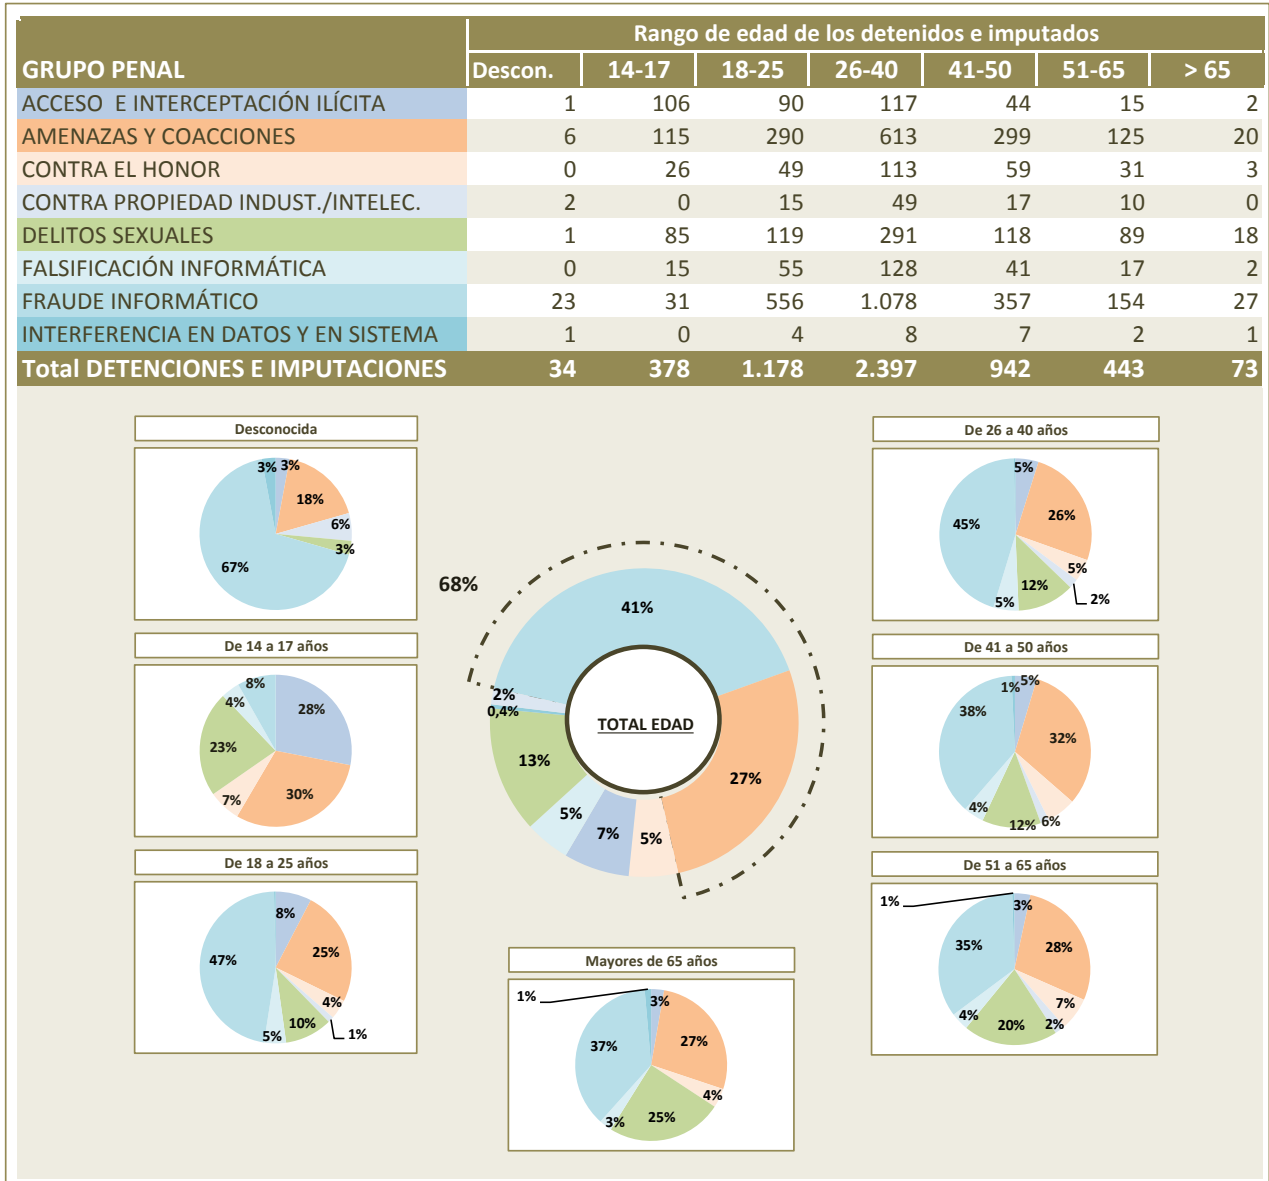 Rango de edad de los detenidos e imputados
GRUPO PENAL Descon. 14-17 18-25 26-40 41-50 51-65 > 65
ACCESO E INTERCEPTACIÓN ILÍCITA 1 106 90 117 44 15 2
AMENAZAS Y COACCIONES 6 115 290 613 299 125 20
CONTRA EL HONOR 0 26 49 113 59 31 3
CONTRA PROPIEDAD INDUST./INTELEC. 2 0 15 49 17 10 0
DELITOS SEXUALES 1 85 119 291 118 89 18
FALSIFICACIÓN INFORMÁTICA 0 15 55 128 41 17 2
FRAUDE INFORMÁTICO 23 31 556 1.078 357 154 27
INTERFERENCIA EN DATOS Y EN SISTEMA 1 0 4 8 7 2 1
Total DETENCIONES E IMPUTACIONES 34 378 1.178 2.397 942 443 73
Desconocida
3% 3%
18%
6%
3%
67%
De 14 a 17 años
8%
4%
28%
23%
7%
30%
De 18 a 25 años
8%
47%
25%
4%
10%
5%
1%
68%
41%
2%
0,4%
TOTAL EDAD
13%
27%
5%
7%
5%
Mayores de 65 años
1%
3%
37%
27%
4%
25%
3%
De 26 a 40 años
5%
45%
26%
5%
12%
5%
2%
De 41 a 50 años
1% 5%
38%
32%
4%
12% 6%
De 51 a 65 años
1%
3%
35%
28%
7%
4%
20%
2%